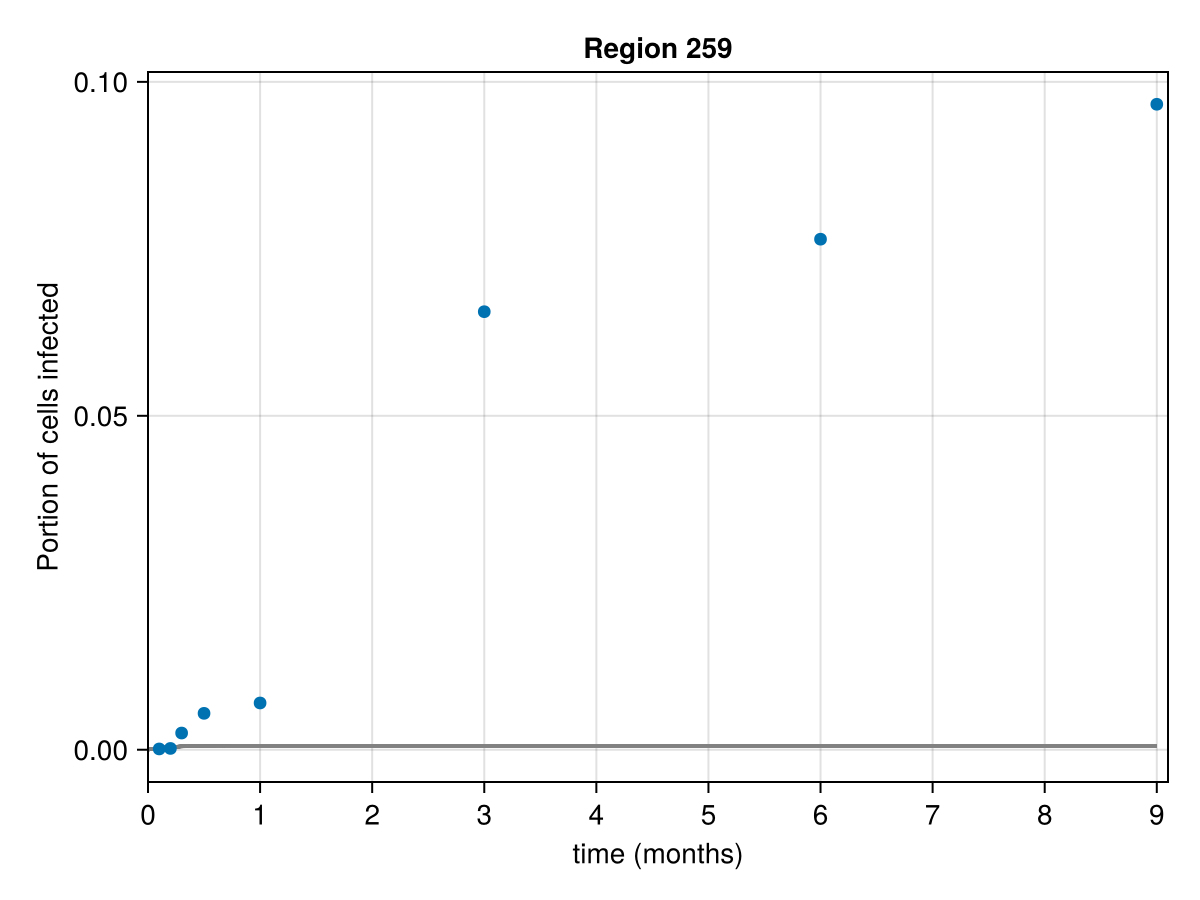 Region 259
0.10
0.05
0.00
Portion of cells infected
0 1 2 3 4 5 6 7 8 9
time (months)